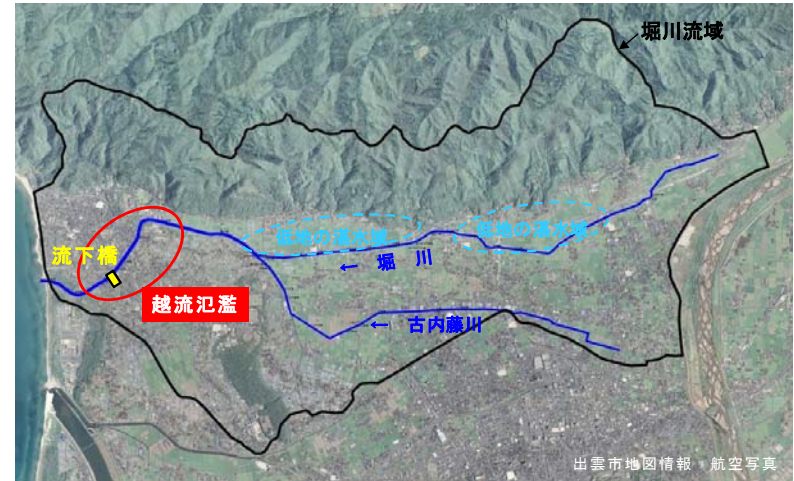 堀川流域
低地の湛水域
低地の湛水域
流下橋
← 堀 川
越流氾濫
← 古内藤川
出雲市地図情報 航空写真